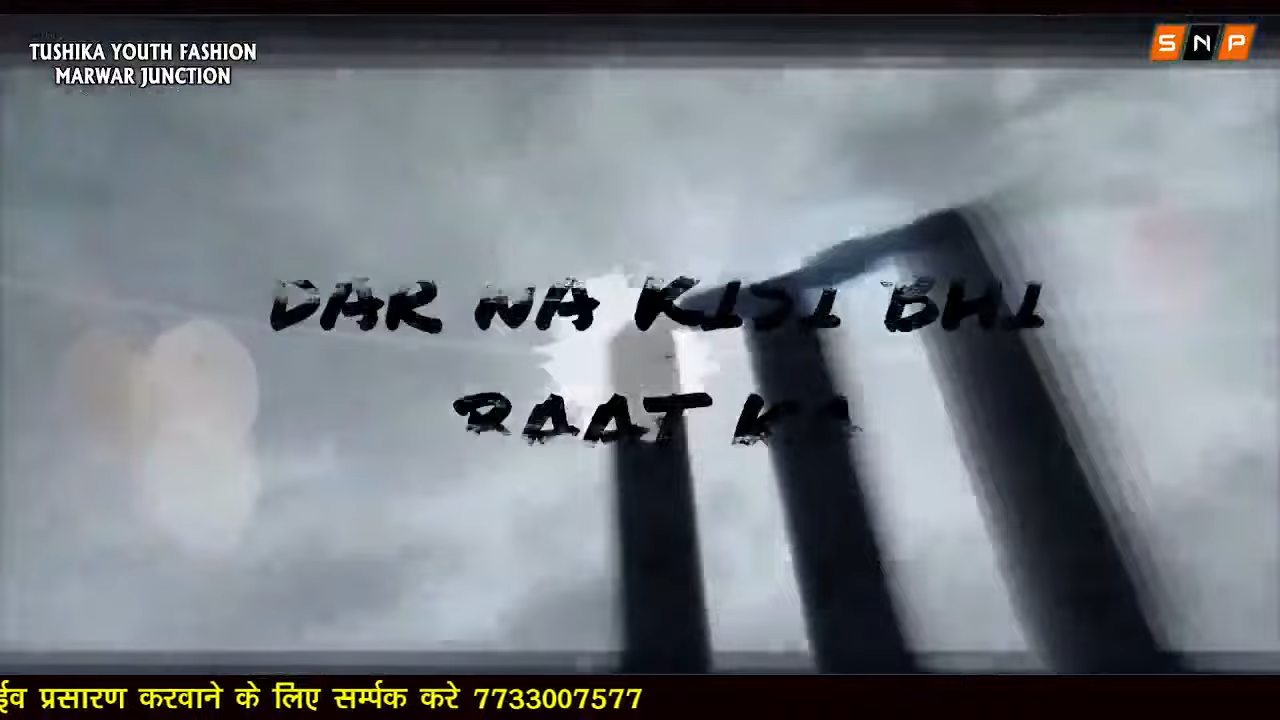 TUSHIKA YOUTH FASHION
MARWAR JUNCTION
SNP
DAR NA KISI BHI
RAAT KA
ईव प्रसारण करवाने के लिए सर्म्पक करे 7733007577